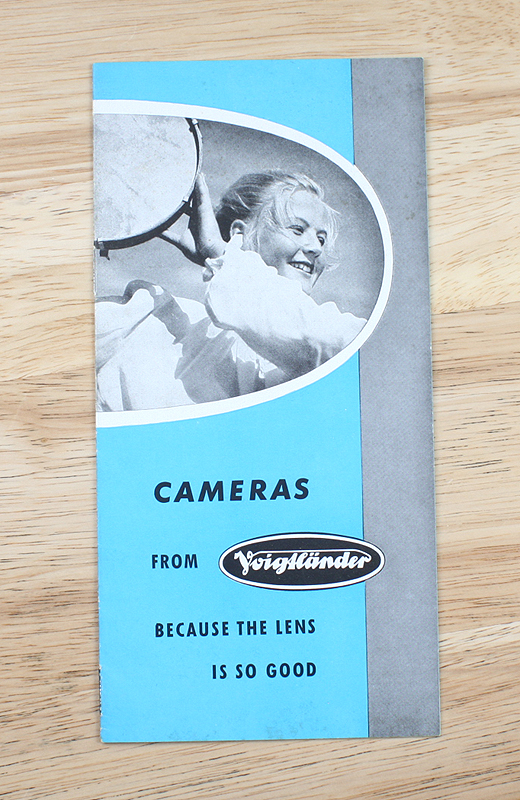 CAMERAS
FROM Voigtländer
BECAUSE THE LENS
IS SO GOOD